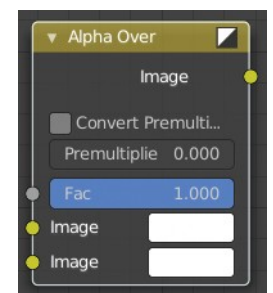 Alpha Over
Image
Convert Premulti...
Premultiplie 0.000
Fac 1.000
Image
Image